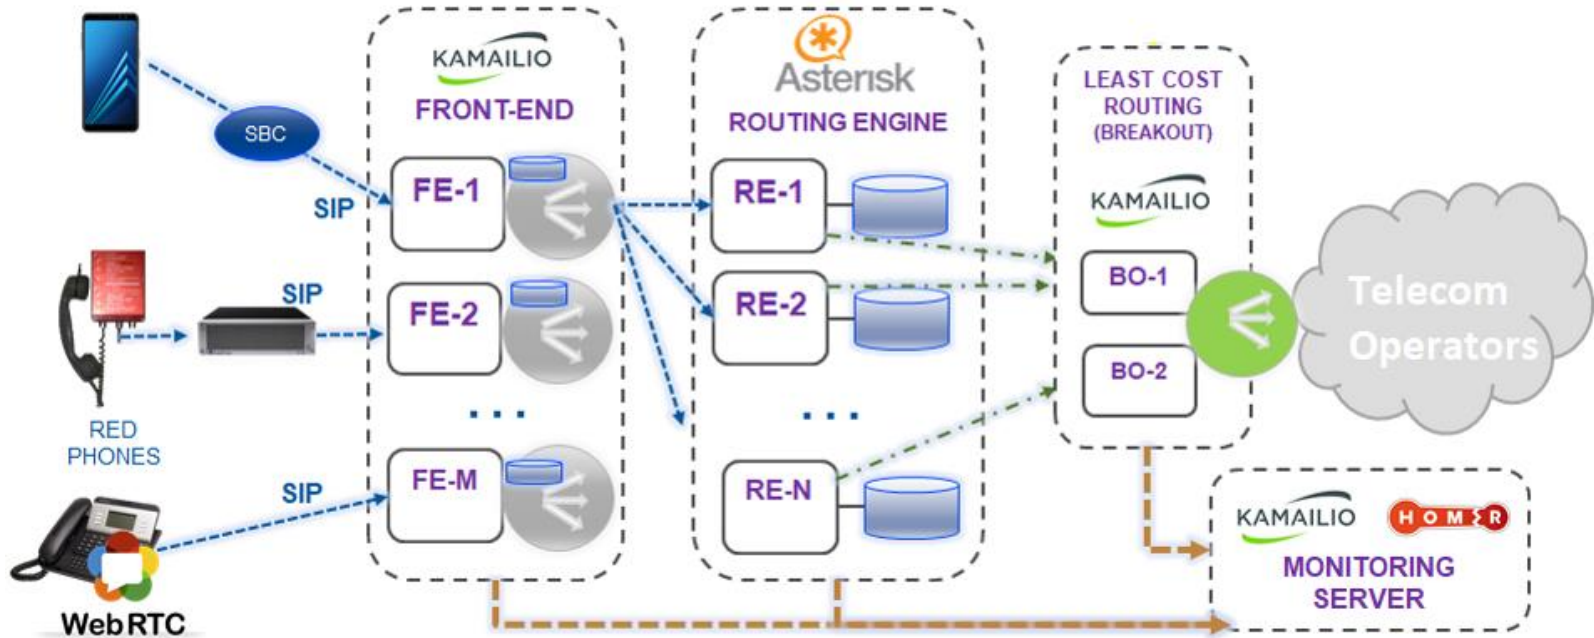 SBC
SIP
SIP
RED
PHONES
SIP
WebRTC
KAMAILIO
FRONT-END
FE-1
FE-2
. . .
FE-M
Asterisk
ROUTING ENGINE
RE-1
RE-2
. . .
RE-N
LEAST COST
ROUTING
(BREAKOUT)
KAMAILIO
BO-1
BO-2
Telecom
Operators
KAMAILIO
HOMER
MONITORING
SERVER